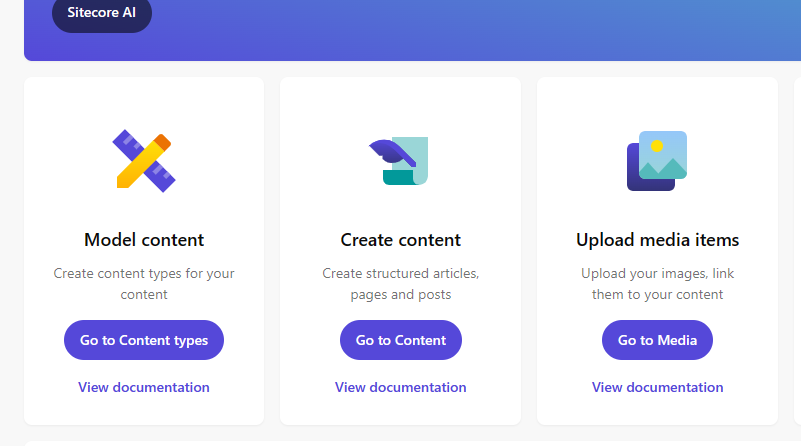 Sitecore AI
Model content
Create content types for your
content
Go to Content types
View documentation
Create content
Create structured articles,
pages and posts
Go to Content
View documentation
Upload media items
Upload your images, link
them to your content
Go to Media
View documentation